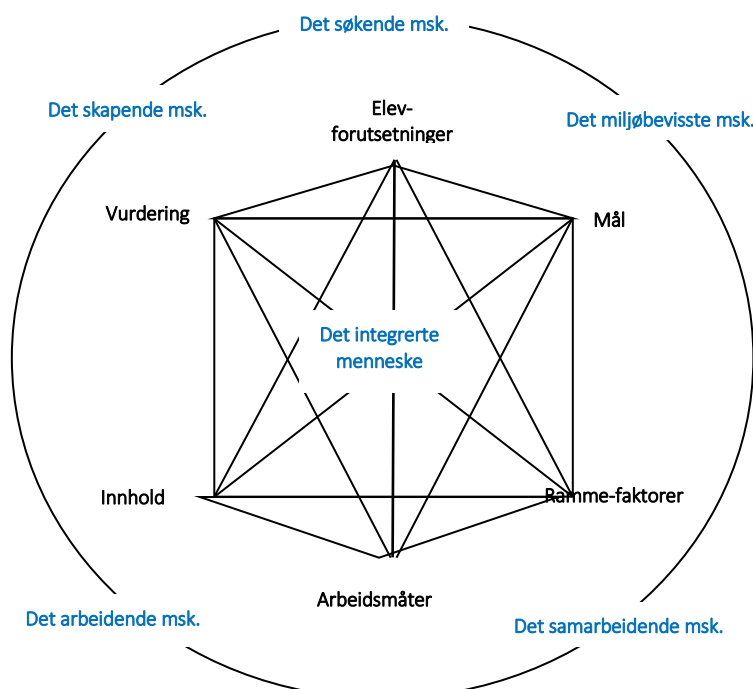 Det søkende msk.
Det skapende msk.
Elev-
forutsetninger
Det miljøbevisste msk.
Vurdering
Mål
Det integrerte
menneske
Innhold
Ramme-faktorer
Arbeidsmåter
Det arbeidende msk.
Det samarbeidende msk.